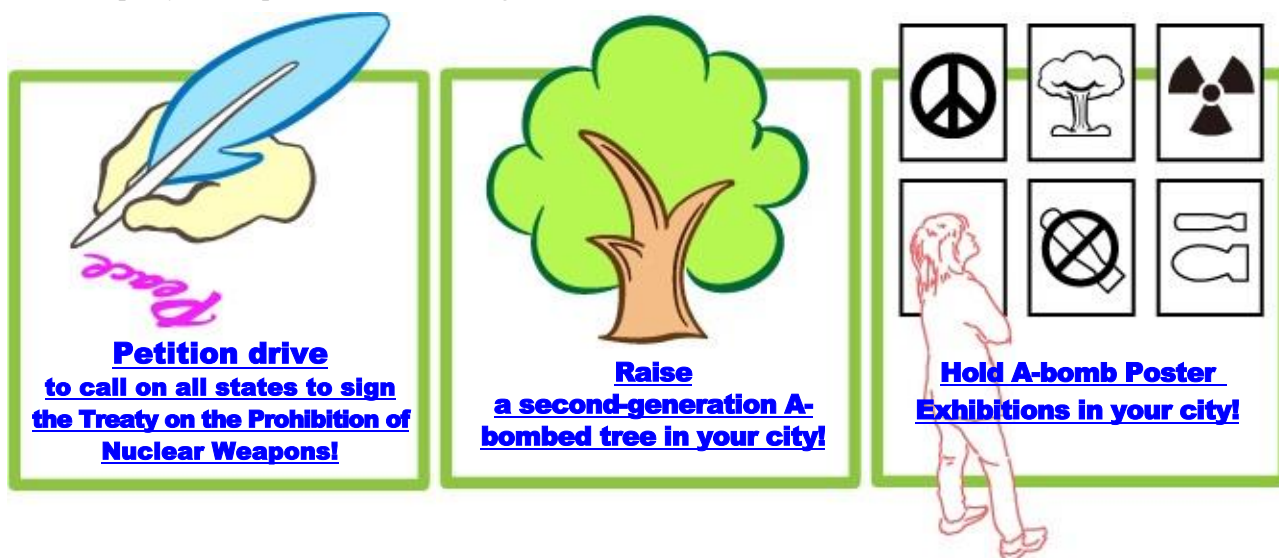 Peace
Petition drive
to call on all states to sign
the Treaty on the Prohibition of
Nuclear Weapons!
Raise
a second-generation A-
bombed tree in your city!
Hold A-bomb Poster
Exhibitions in your city!